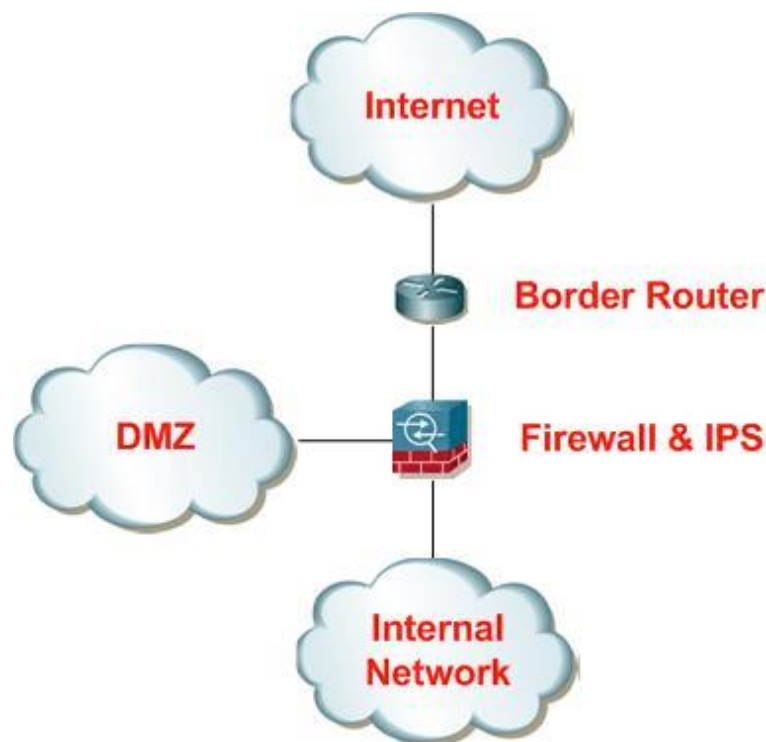 Internet
Border Router
DMZ
Firewall & IPS
Internal
Network